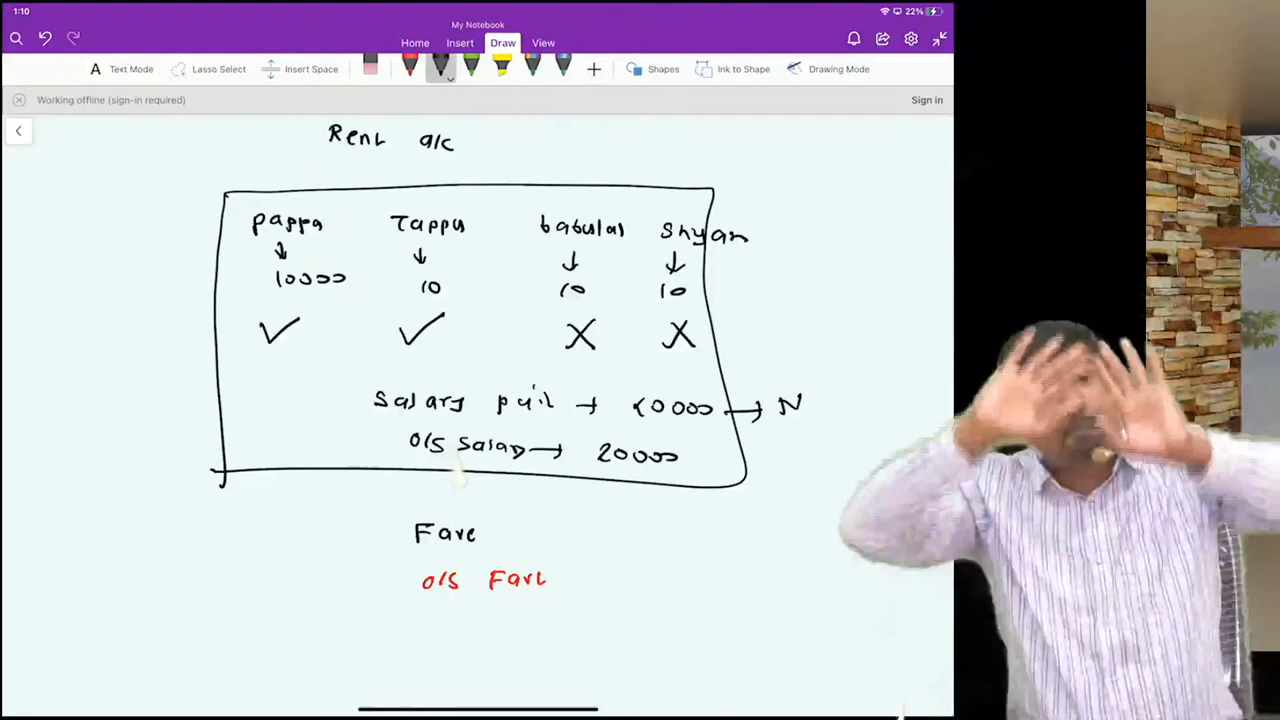 1:10
22%
My Notebook
Home Insert Draw View
Text Mode Lasso Select Insert Space Shapes Ink to Shape Drawing Mode
Working offline (sign-in required) Sign in
Rent a/c
pappa Tappu babulal Shyam
10000 10 10 10
Salary paid → 20000 → N
O/S Salary → 20000
Fare
O/S Fare